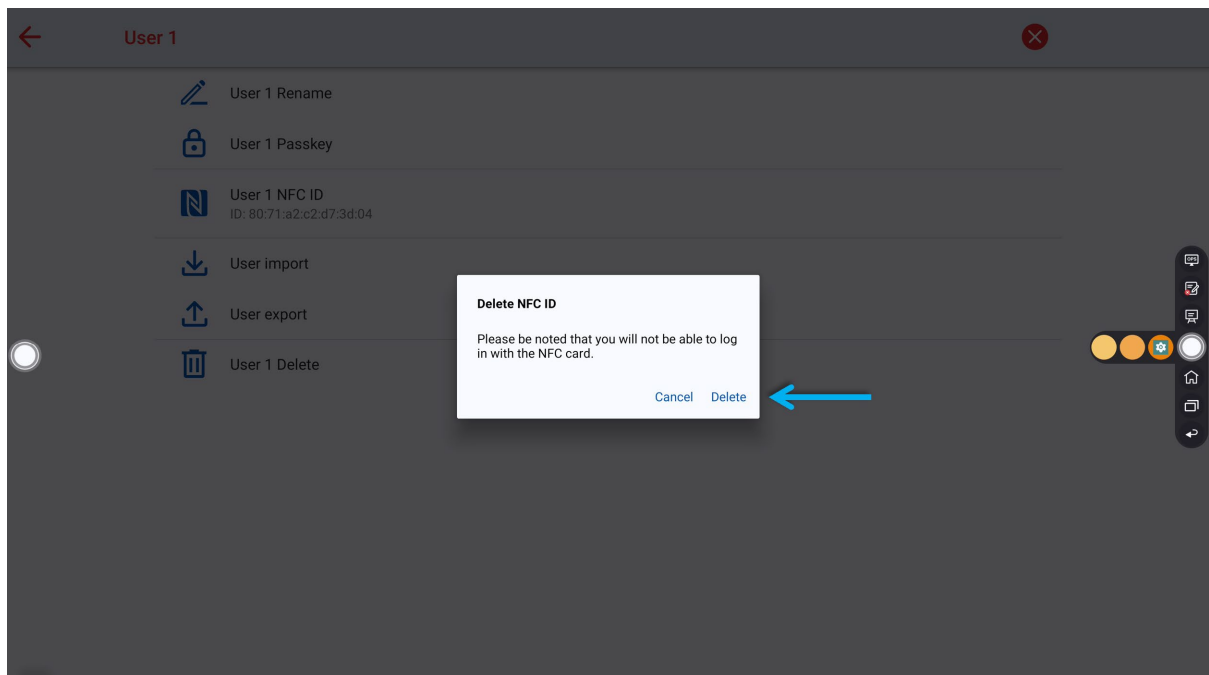 User 1
User 1 Rename
User 1 Passkey
User 1 NFC ID
ID: 80:71:a2:c2:d7:3d:04
User import
User export
User 1 Delete
Delete NFC ID
Please be noted that you will not be able to log
in with the NFC card.
Cancel Delete
OPS